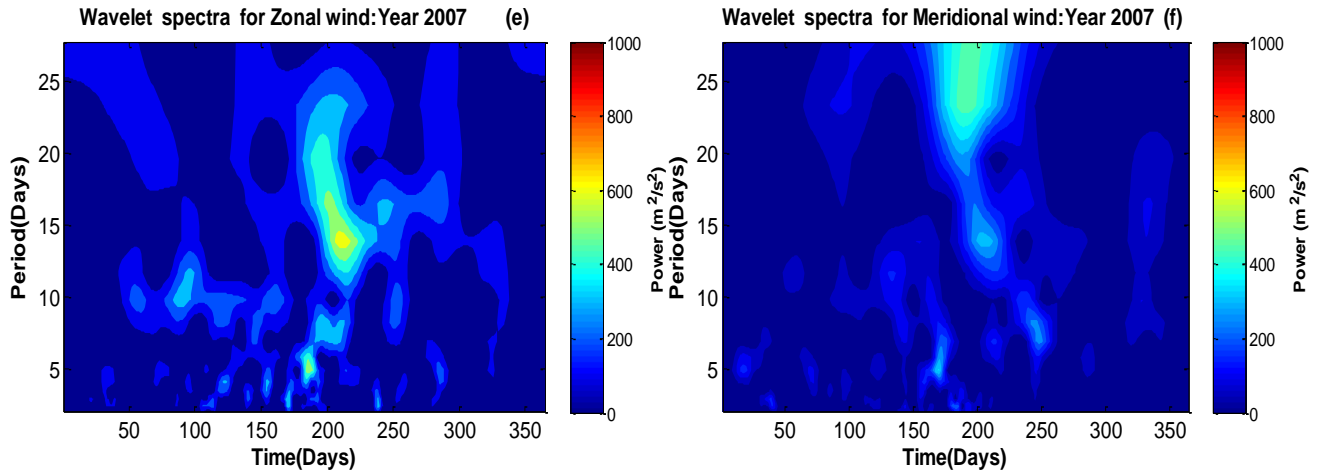 Wavelet spectra for Zonal wind:Year 2007 (e)
Period(Days)
25
20
15
10
5
50 100 150 200 250 300 350
Time(Days)
1000
800
600
400
200
0
Power (m²/s²)
Wavelet spectra for Meridional wind:Year 2007 (f)
Period(Days)
25
20
15
10
5
50 100 150 200 250 300 350
Time(Days)
1000
800
600
400
200
0
Power (m²/s²)